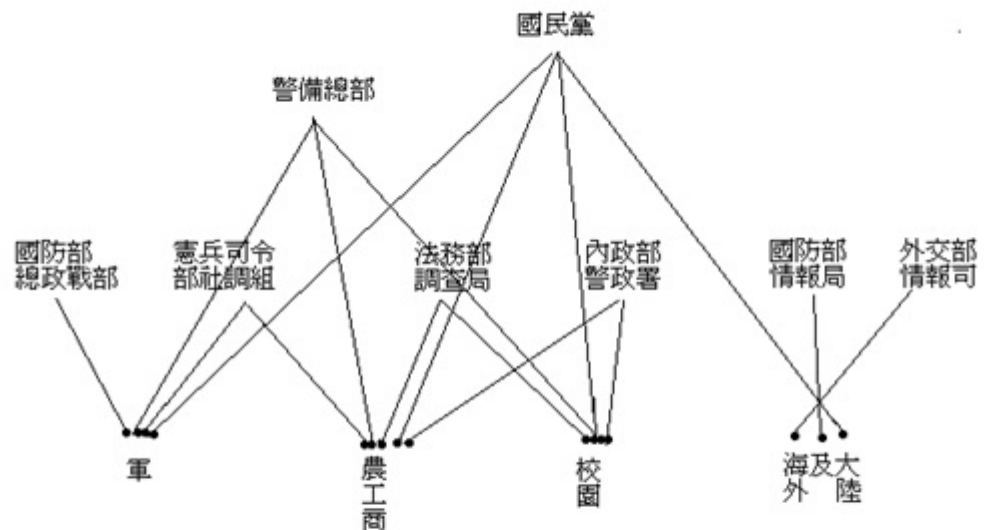 國民黨
警備總部
國防部
總政戰部
憲兵司令
部社調組
法務部
調查局
內政部
警政署
國防部
情報局
外交部
情報司
軍
農工商
校園
海外及大陸